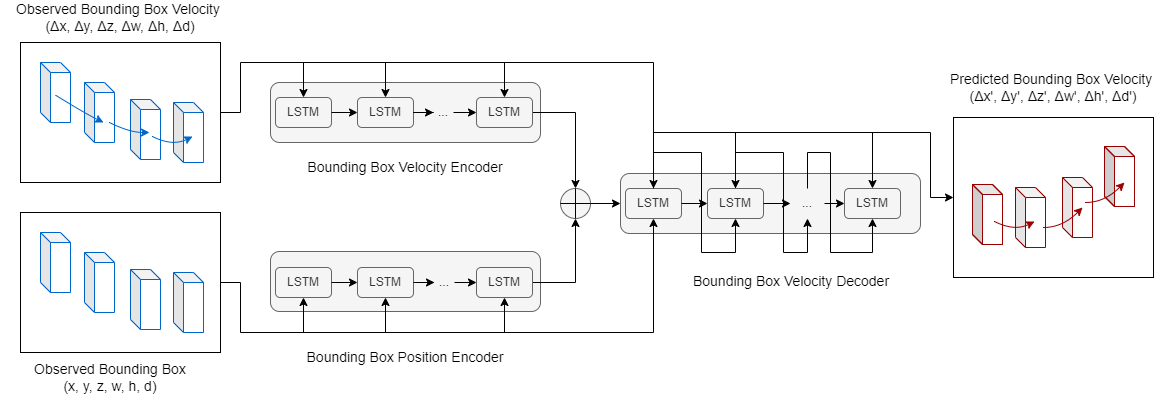 Observed Bounding Box Velocity
(Δx, Δy, Δz, Δw, Δh, Δd)
LSTM LSTM ... LSTM
Bounding Box Velocity Encoder
Predicted Bounding Box Velocity
(Δx', Δy', Δz', Δw', Δh', Δd')
LSTM LSTM ... LSTM
Bounding Box Velocity Decoder
LSTM LSTM ... LSTM
Bounding Box Position Encoder
Observed Bounding Box
(x, y, z, w, h, d)